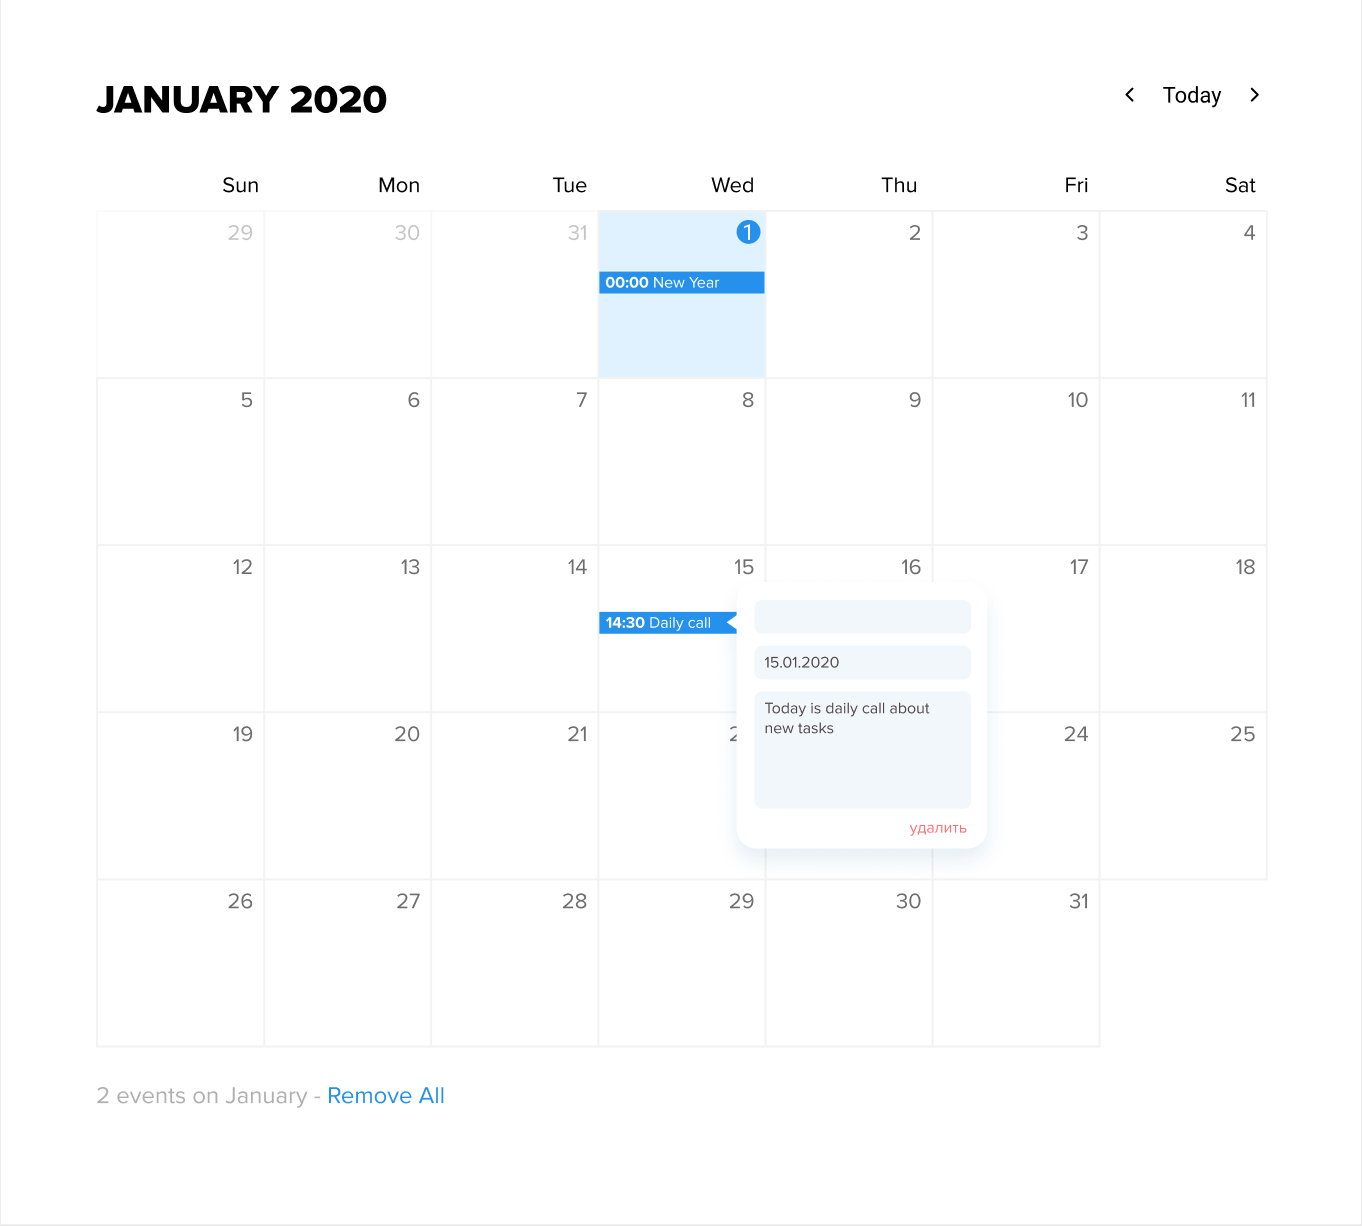 JANUARY 2020
Today
Sun Mon Tue Wed Thu Fri Sat
29 30 31 1 2 3 4
00:00 New Year
5 6 7 8 9 10 11
12 13 14 15 16 17 18
14:30 Daily call
15.01.2020
Today is daily call about
new tasks
удалить
19 20 21 2 24 25
26 27 28 29 30 31
2 events on January - Remove All